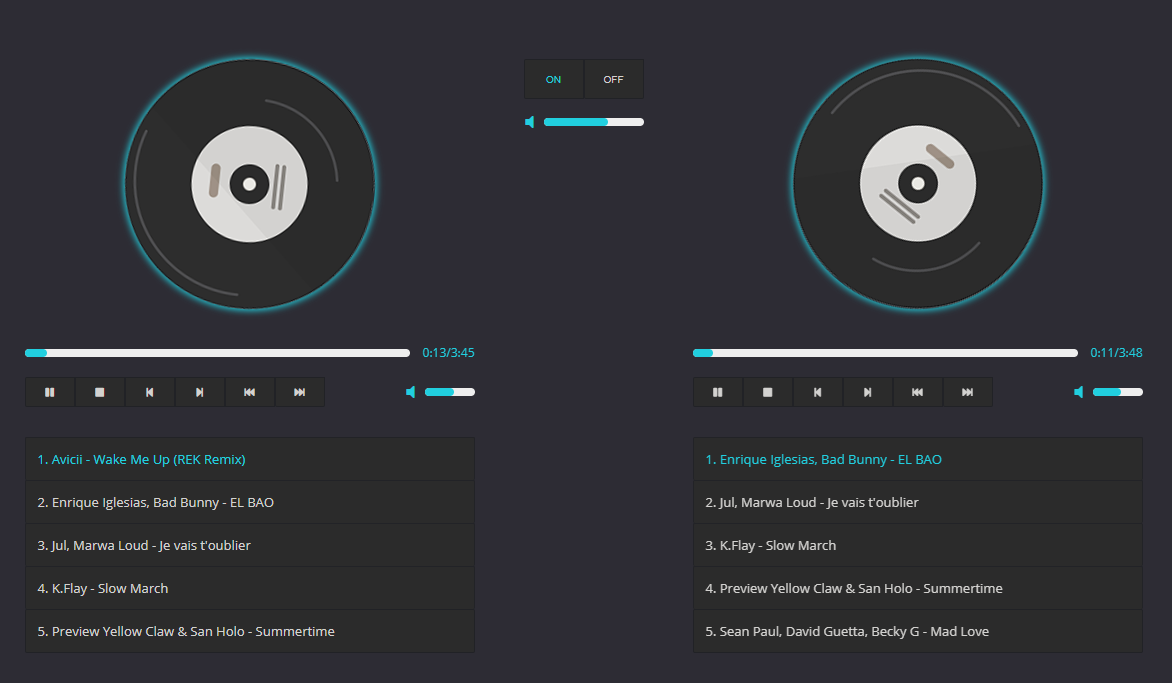 ON OFF
0:13/3:45
1. Avicii - Wake Me Up (REK Remix)
2. Enrique Iglesias, Bad Bunny - EL BAO
3. Jul, Marwa Loud - Je vais t'oublier
4. K.Flay - Slow March
5. Preview Yellow Claw & San Holo - Summertime
0:11/3:48
1. Enrique Iglesias, Bad Bunny - EL BAO
2. Jul, Marwa Loud - Je vais t'oublier
3. K.Flay - Slow March
4. Preview Yellow Claw & San Holo - Summertime
5. Sean Paul, David Guetta, Becky G - Mad Love